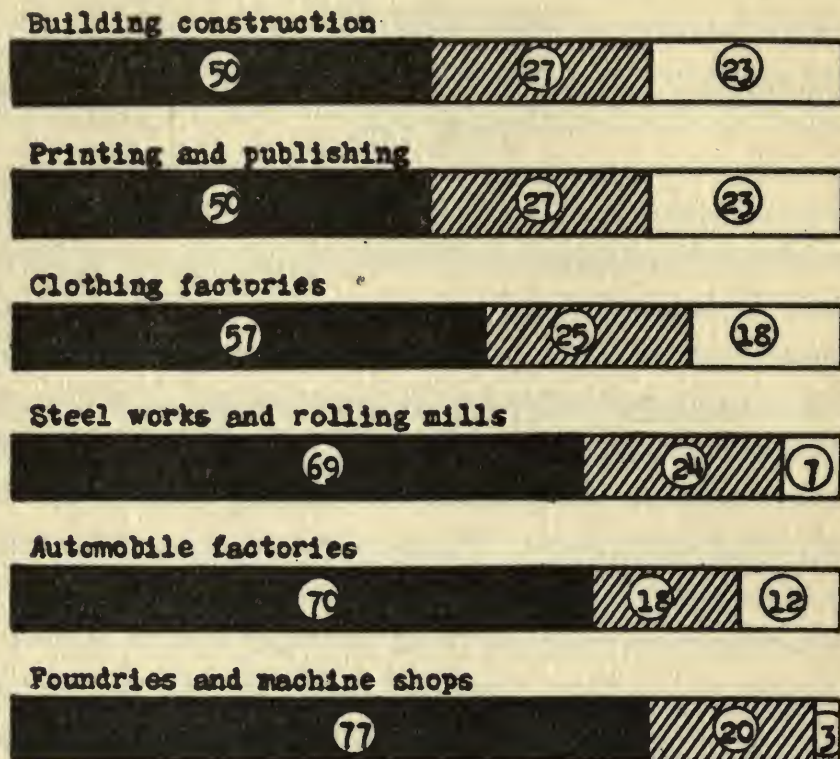 Building construction
50 27 23
Printing and publishing
50 27 23
Clothing factories
57 25 18
Steel works and rolling mills
69 24 7
Automobile factories
70 18 12
Foundries and machine shops
77 20 3